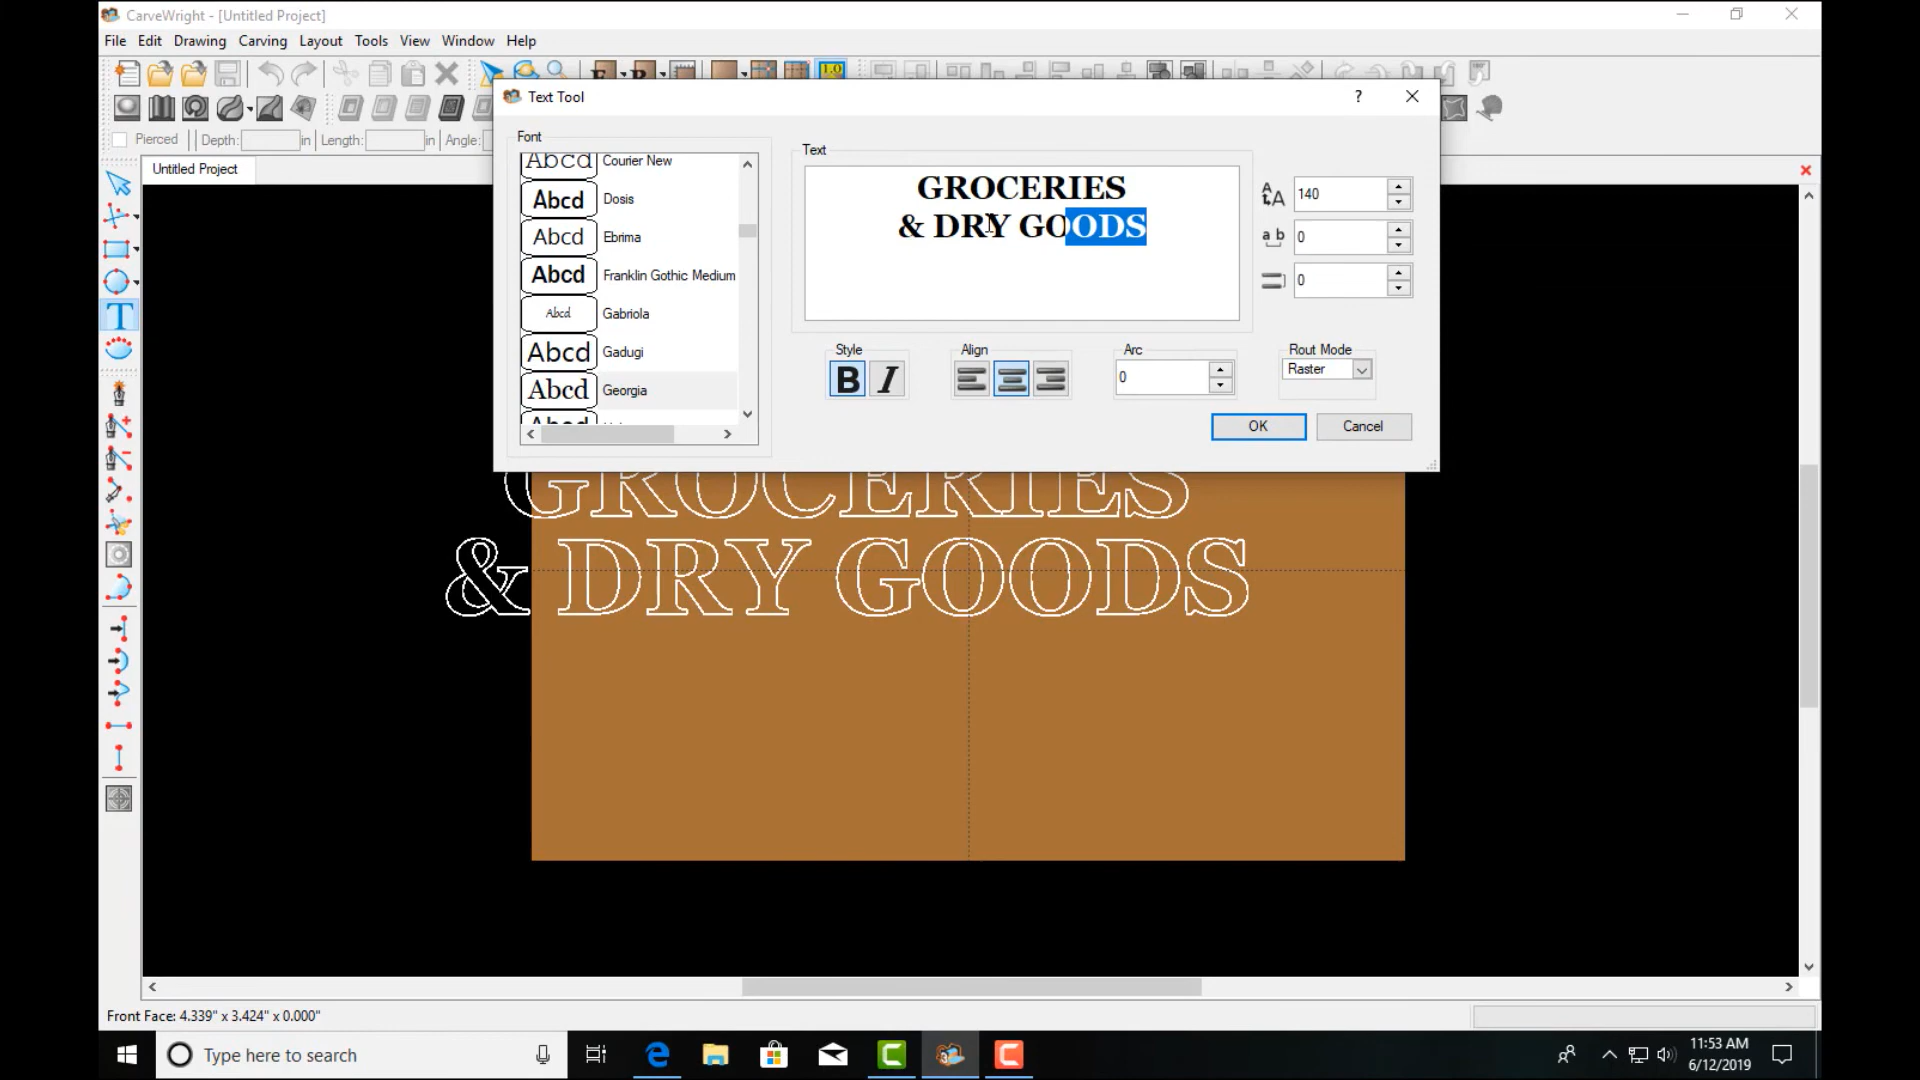 CarveWright - [Untitled Project]
File Edit Drawing Carving Layout Tools View Window Help
1.0
Pierced Depth: in Length: in Angle:
Untitled Project
Text Tool
?
Font
Abcd Courier New
Abcd Dosis
Abcd Ebrima
Abcd Franklin Gothic Medium
Abcd Gabriola
Abcd Gadugi
Abcd Georgia
Text
GROCERIES
& DRY GOODS
140
a b 0
0
Style
B I
Align
Arc
0
Rout Mode
Raster
OK Cancel
GROCERIES
& DRY GOODS
Front Face: 4.339" x 3.424" x 0.000"
Type here to search
11:53 AM
6/12/2019